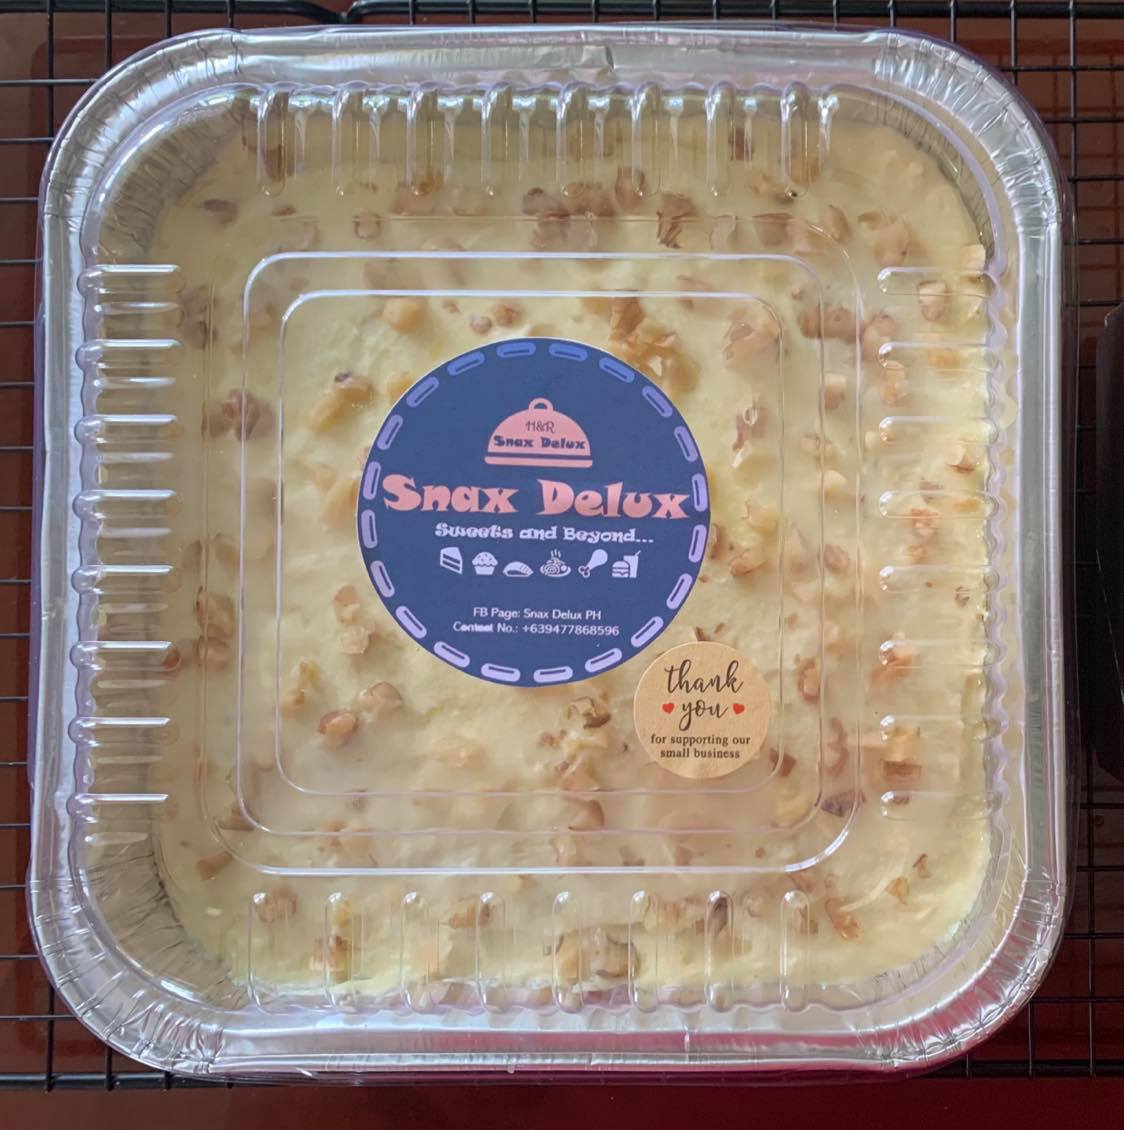 H&R
Snax Delux
Snax Delux
Sweets and Beyond...
FB Page: Snax Delux PH
Contact No.: +639477868596
thank
you
for supporting our
small business